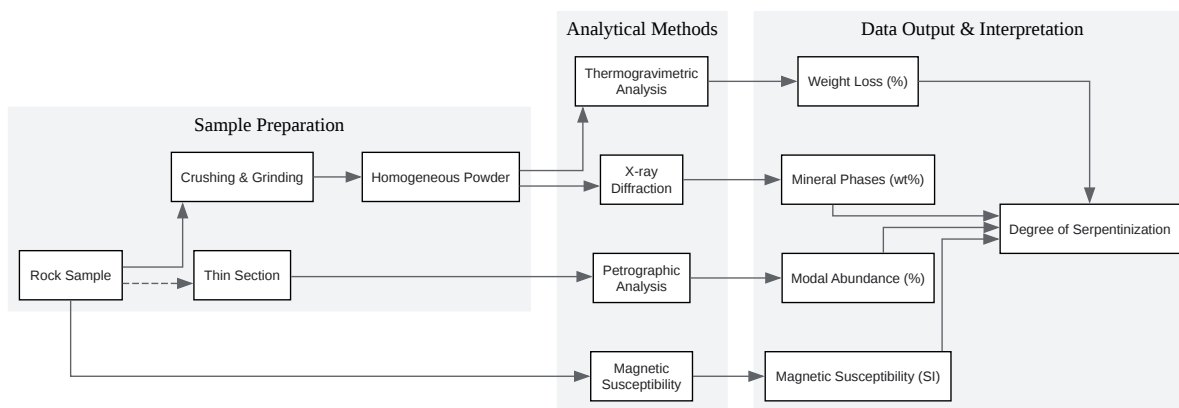 Analytical Methods
Data Output & Interpretation
Sample Preparation
Thermogravimetric
Analysis
Weight Loss (%)
Crushing & Grinding
Homogeneous Powder
X-ray
Diffraction
Mineral Phases (wt%)
Degree of Serpentinization
Rock Sample
Thin Section
Petrographic
Analysis
Modal Abundance (%)
Magnetic
Susceptibility
Magnetic Susceptibility (SI)